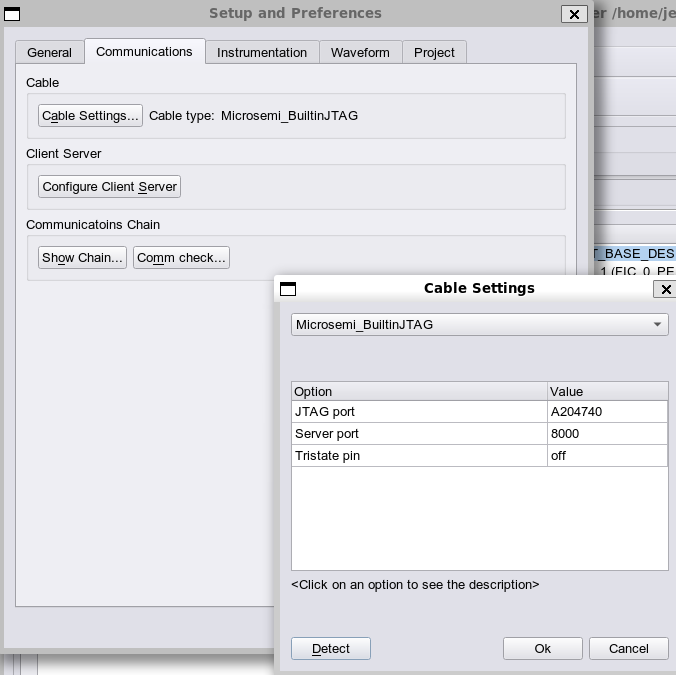 Setup and Preferences
er /home/je
General
Communications
Instrumentation
Waveform
Project
Cable
Cable Settings...
Cable type: Microsemi_BuiltinJTAG
Client Server
Configure Client Server
Communicatoins Chain
Show Chain...
Comm check...
T_BASE_DES
1 (FIC_0_PE
Cable Settings
Microsemi_BuiltinJTAG
Option Value
JTAG port A204740
Server port 8000
Tristate pin off
<Click on an option to see the description>
Detect
Ok
Cancel